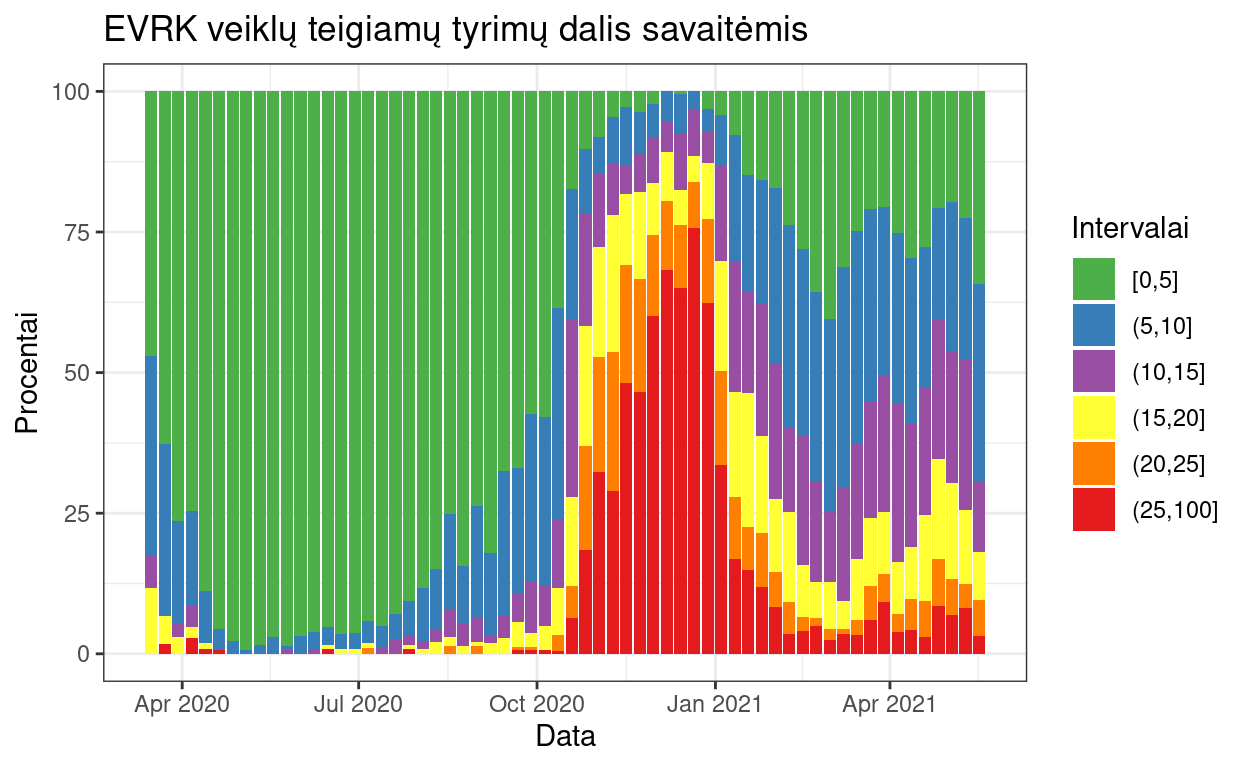 EVRK veiklų teigiamų tyrimų dalis savaitėmis
Procentai
100
75
50
25
0
Apr 2020 Jul 2020 Oct 2020 Jan 2021 Apr 2021
Data
Intervalai
[0,5]
(5,10]
(10,15]
(15,20]
(20,25]
(25,100]